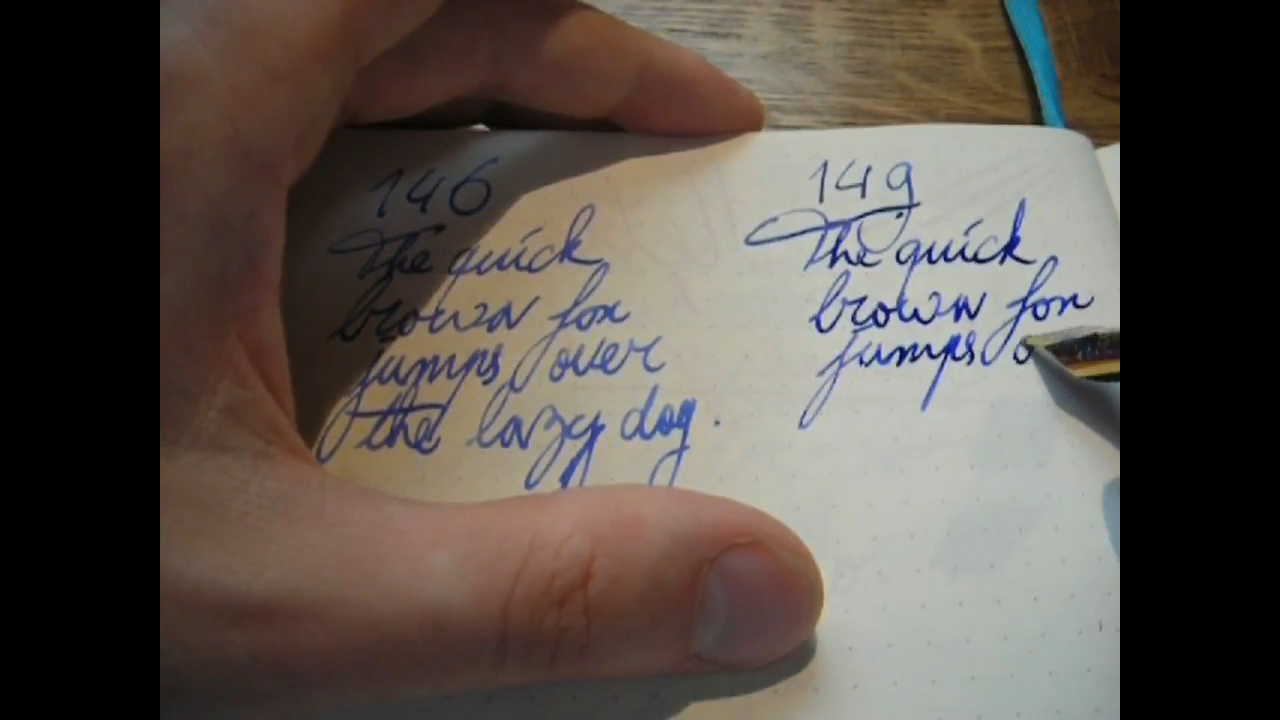 146
The quick
brown fox
jumps over
the lazy dog.
149
The quick
brown fox
jumps o